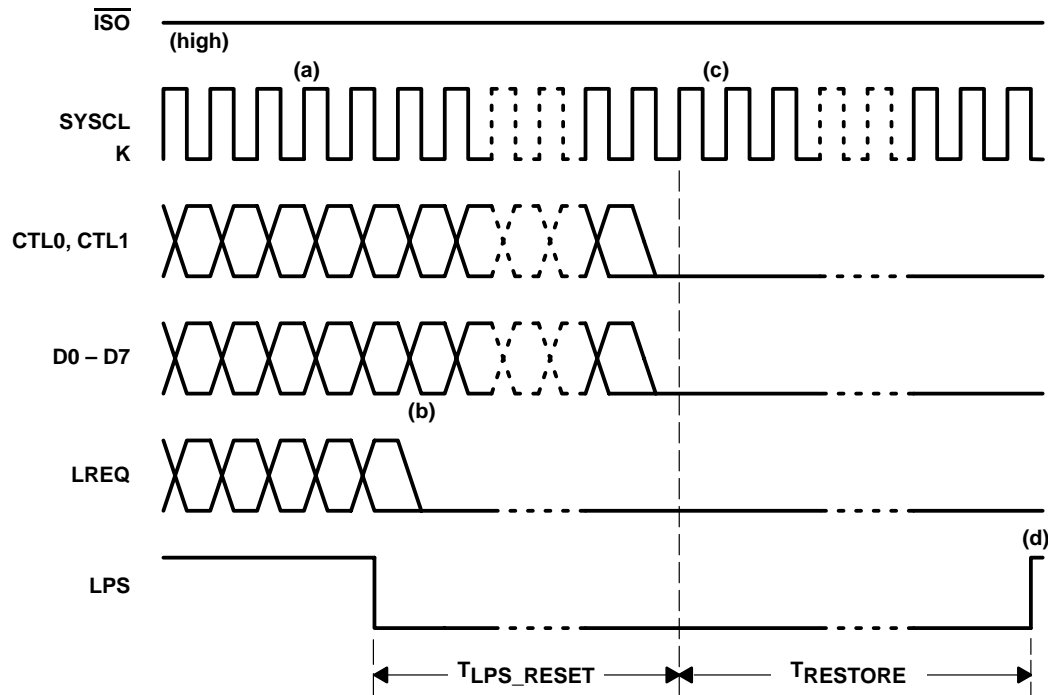 ISO
(high)
(a)
(c)
SYSCL
K
CTL0, CTL1
D0 – D7
(b)
LREQ
(d)
LPS
TLPS_RESET
TRESTORE